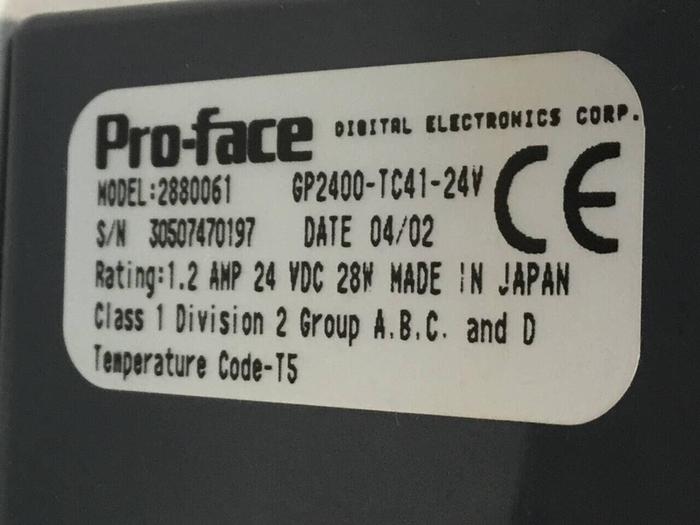 Pro-face DIGITAL ELECTRONICS CORP.
MODEL:2880061 GP2400-TC41-24V
S/N 30507470197 DATE 04/02
CE
Rating:1.2 AMP 24 VDC 28W MADE IN JAPAN
Class 1 Division 2 Group A.B.C. and D
Temperature Code-T5